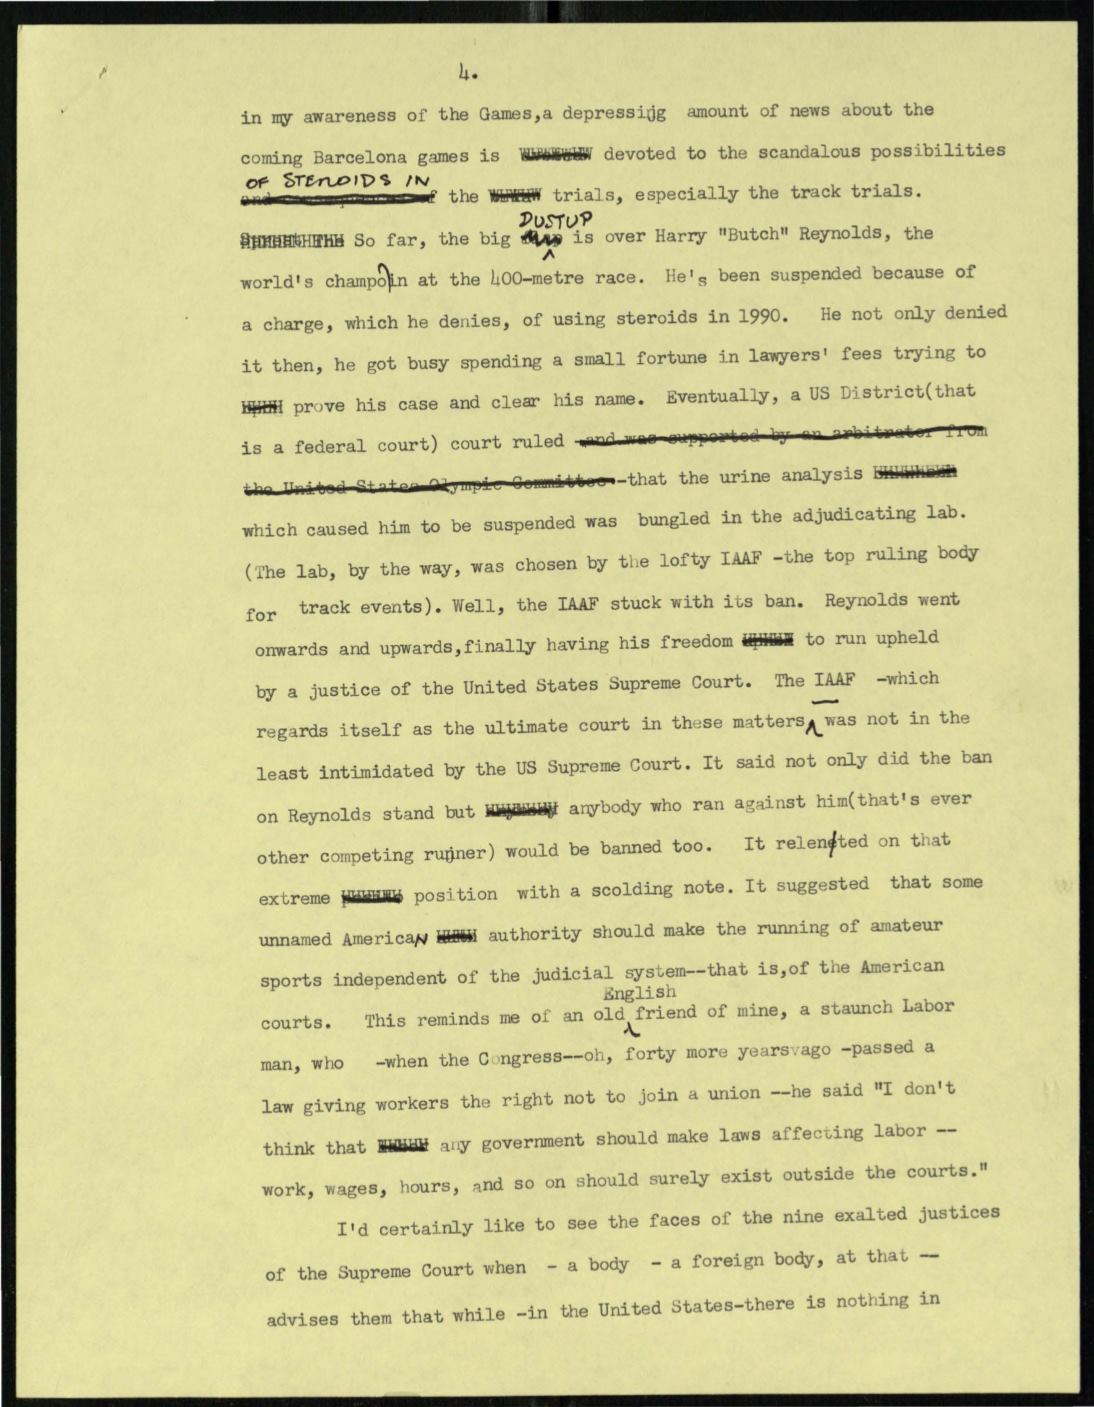 4.
in my awareness of the Games,a depressijg amount of news about the
coming Barcelona games is devoted to the scandalous possibilities
OF STEROIDS IN
the trials, especially the track trials.
DUSTUP
So far, the big is over Harry "Butch" Reynolds, the
world's champoin at the 400-metre race. He's been suspended because of
a charge, which he denies, of using steroids in 1990. He not only denied
it then, he got busy spending a small fortune in lawyers' fees trying to
prove his case and clear his name. Eventually, a US District(that
is a federal court) court ruled -and was supported by an arbitrator from
the United States Olympic Committee--that the urine analysis
which caused him to be suspended was bungled in the adjudicating lab.
(The lab, by the way, was chosen by the lofty IAAF -the top ruling body
for track events). Well, the IAAF stuck with its ban. Reynolds went
onwards and upwards,finally having his freedom to run upheld
by a justice of the United States Supreme Court. The IAAF -which
regards itself as the ultimate court in these matters was not in the
least intimidated by the US Supreme Court. It said not only did the ban
on Reynolds stand but anybody who ran against him(that's ever
other competing runner) would be banned too. It relented on that
extreme position with a scolding note. It suggested that some
unnamed AmericaN authority should make the running of amateur
sports independent of the judicial system--that is,of the American
English
courts. This reminds me of an old friend of mine, a staunch Labor
man, who -when the Congress--oh, forty more yearsvago -passed a
law giving workers the right not to join a union --he said "I don't
think that any government should make laws affecting labor --
work, wages, hours, and so on should surely exist outside the courts."
I'd certainly like to see the faces of the nine exalted justices
of the Supreme Court when - a body - a foreign body, at that --
advises them that while -in the United States-there is nothing in